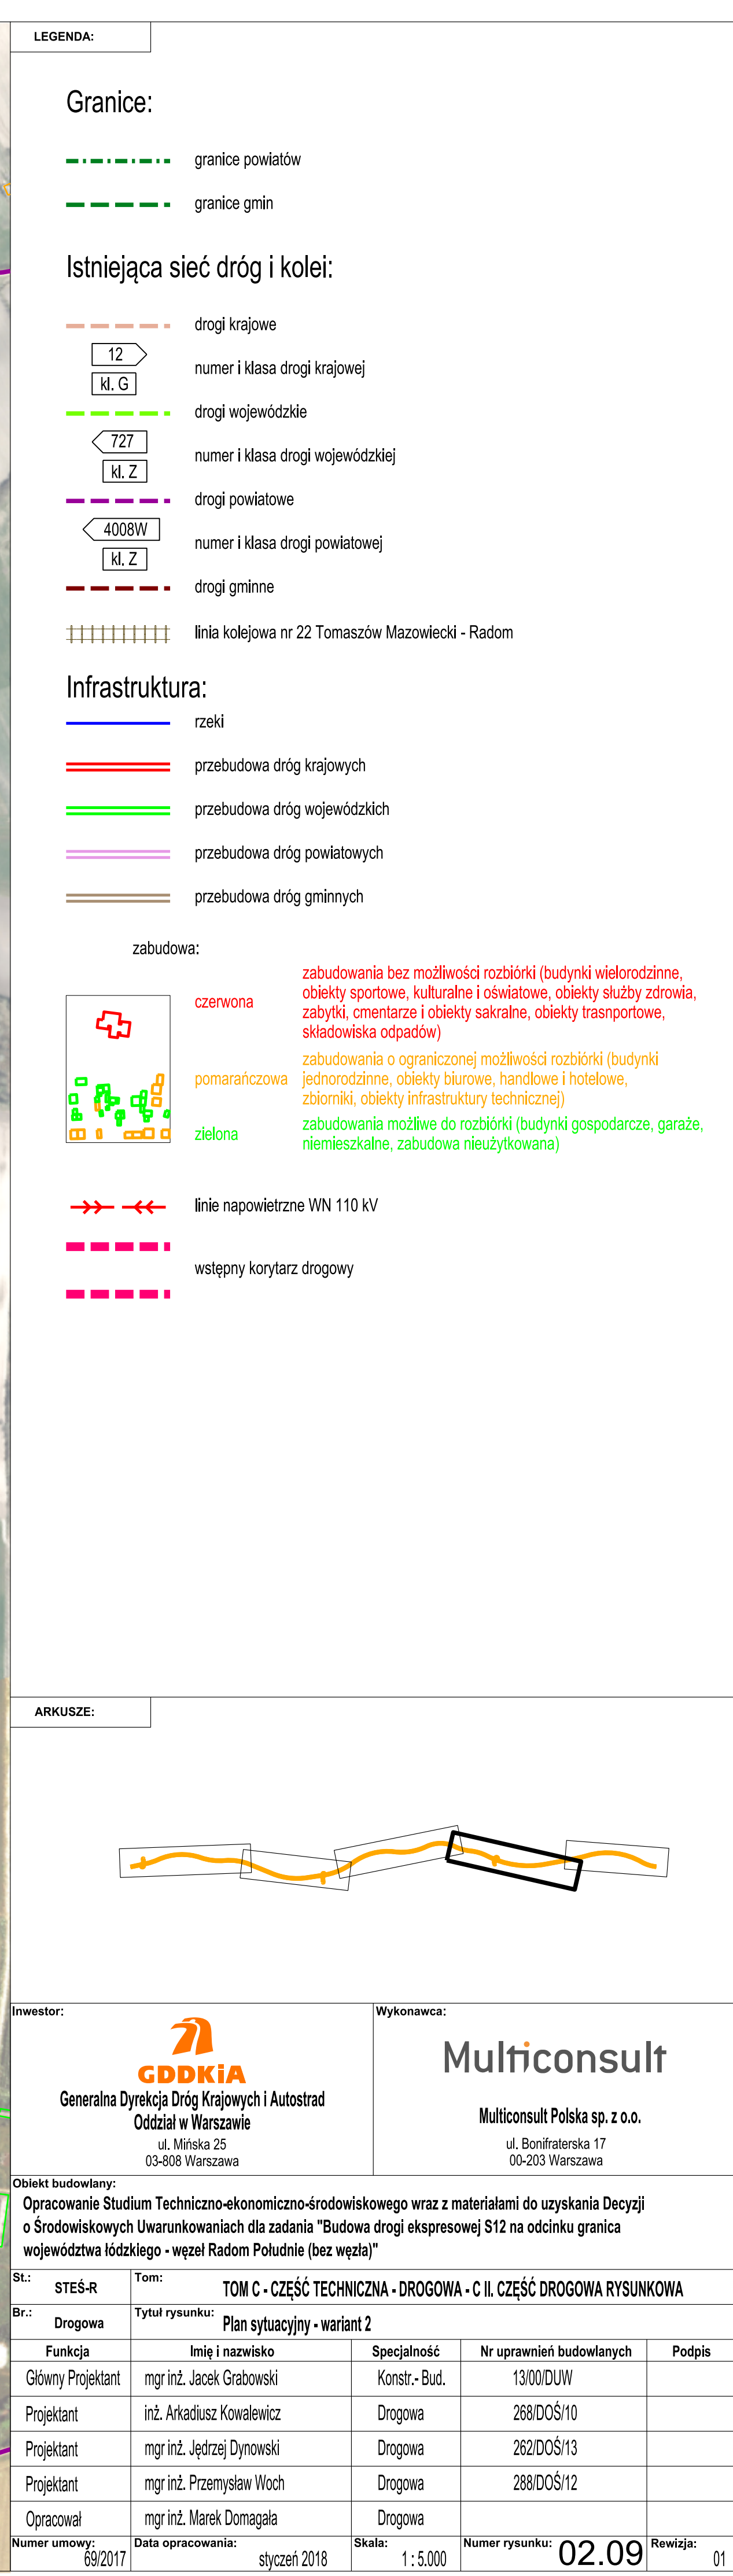 LEGENDA:
Granice:
granice powiatów
granice gmin
Istniejąca sieć dróg i kolei:
drogi krajowe
12
kl. G
numer i klasa drogi krajowej
drogi wojewódzkie
727
kl. Z
numer i klasa drogi wojewódzkiej
drogi powiatowe
4008W
kl. Z
numer i klasa drogi powiatowej
drogi gminne
linia kolejowa nr 22 Tomaszów Mazowiecki - Radom
Infrastruktura:
rzeki
przebudowa dróg krajowych
przebudowa dróg wojewódzkich
przebudowa dróg powiatowych
przebudowa dróg gminnych
zabudowa:
czerwona
zabudowania bez możliwości rozbiórki (budynki wielorodzinne,
obiekty sportowe, kulturalne i oświatowe, obiekty służby zdrowia,
zabytki, cmentarze i obiekty sakralne, obiekty trasnportowe,
składowiska odpadów)
pomarańczowa
zabudowania o ograniczonej możliwości rozbiórki (budynki
jednorodzinne, obiekty biurowe, handlowe i hotelowe,
zbiorniki, obiekty infrastruktury technicznej)
zielona
zabudowania możliwe do rozbiórki (budynki gospodarcze, garaże,
niemieszkalne, zabudowa nieużytkowana)
linie napowietrzne WN 110 kV
wstępny korytarz drogowy
ARKUSZE:
Inwestor:
GDDKiA
Generalna Dyrekcja Dróg Krajowych i Autostrad
Oddział w Warszawie
ul. Mińska 25
03-808 Warszawa
Wykonawca:
Multiconsult
Multiconsult Polska sp. z o.o.
ul. Bonifraterska 17
00-203 Warszawa
Obiekt budowlany:
Opracowanie Studium Techniczno-ekonomiczno-środowiskowego wraz z materiałami do uzyskania Decyzji
o Środowiskowych Uwarunkowaniach dla zadania "Budowa drogi ekspresowej S12 na odcinku granica
województwa łódzkiego - węzeł Radom Południe (bez węzła)"
St.: STEŚ-R Tom: TOM C - CZĘŚĆ TECHNICZNA - DROGOWA - C II. CZĘŚĆ DROGOWA RYSUNKOWA
Br.: Drogowa Tytuł rysunku: Plan sytuacyjny - wariant 2
Funkcja Imię i nazwisko Specjalność Nr uprawnień budowlanych Podpis
Główny Projektant mgr inż. Jacek Grabowski Konstr.- Bud. 13/00/DUW
Projektant inż. Arkadiusz Kowalewicz Drogowa 268/DOŚ/10
Projektant mgr inż. Jędrzej Dynowski Drogowa 262/DOŚ/13
Projektant mgr inż. Przemysław Woch Drogowa 288/DOŚ/12
Opracował mgr inż. Marek Domagała Drogowa
Numer umowy: 69/2017 Data opracowania: styczeń 2018 Skala: 1 : 5.000 Numer rysunku: 02.09 Rewizja: 01